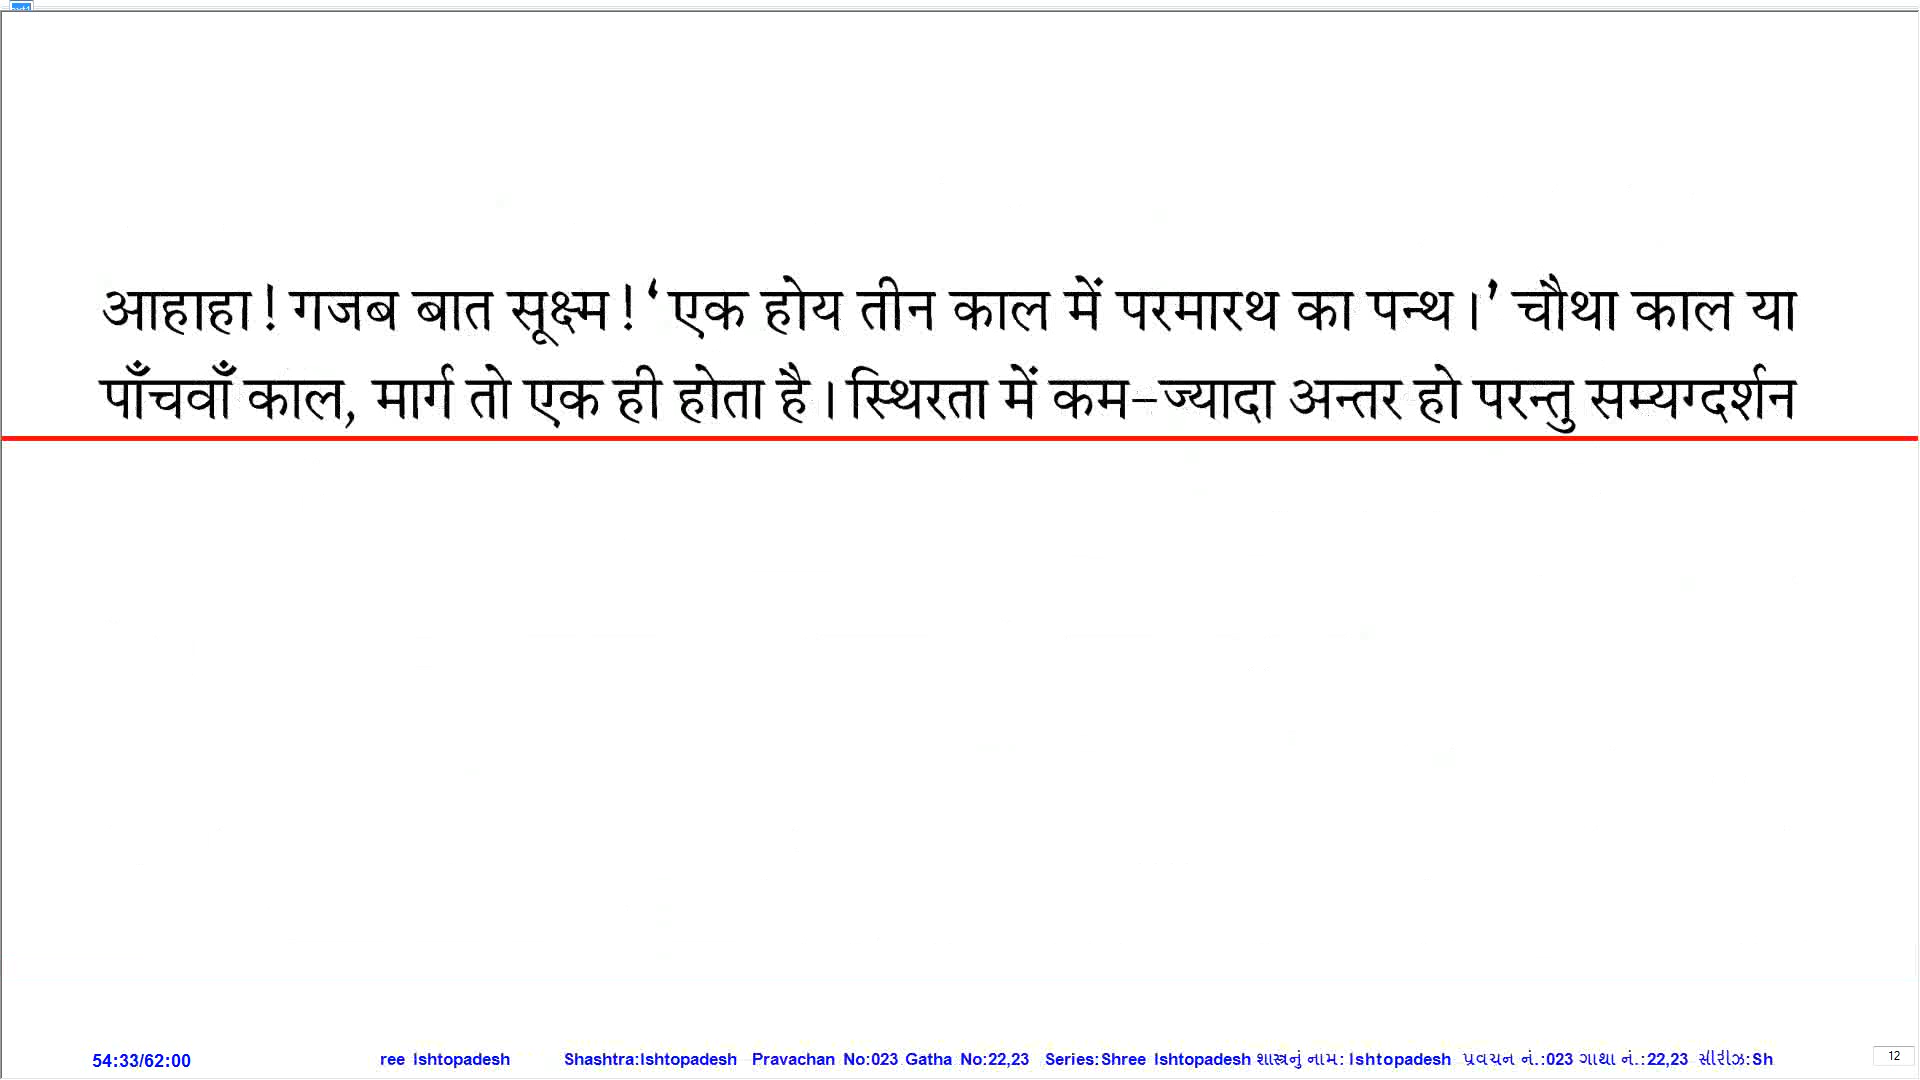 आहाहा! गजब बात सूक्ष्म! ‘एक होय तीन काल में परमारथ का पन्थ।’ चौथा काल या
पाँचवाँ काल, मार्ग तो एक ही होता है। स्थिरता में कम-ज्यादा अन्तर हो परन्तु सम्यग्दर्शन
54:33/62:00 ree Ishtopadesh Shashtra:Ishtopadesh Pravachan No:023 Gatha No:22,23 Series:Shree Ishtopadesh શાસ્ત્રનું નામ: Ishtopadesh પ્રવચન નં.:023 ગાથા નં.:22,23 સીરીઝ:Sh 12